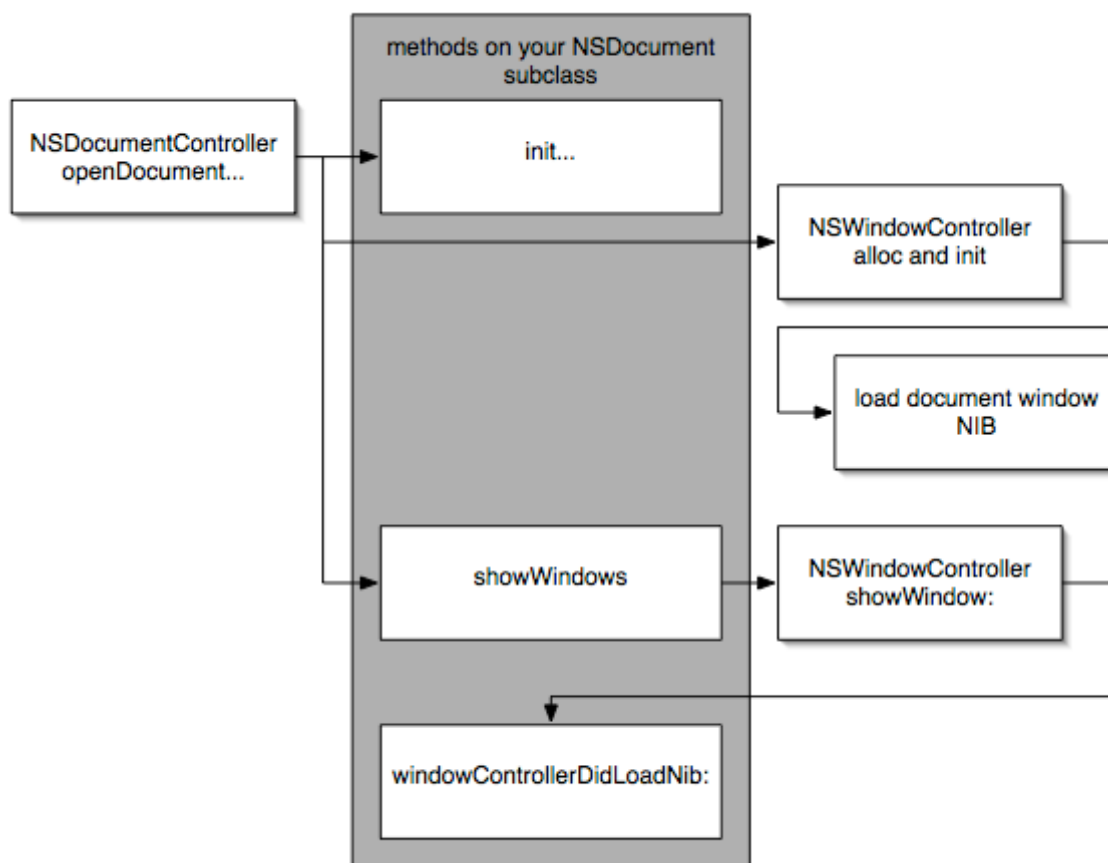 methods on your NSDocument
subclass
NSDocumentController
openDocument...
init...
NSWindowController
alloc and init
load document window
NIB
showWindows
NSWindowController
showWindow:
windowControllerDidLoadNib: